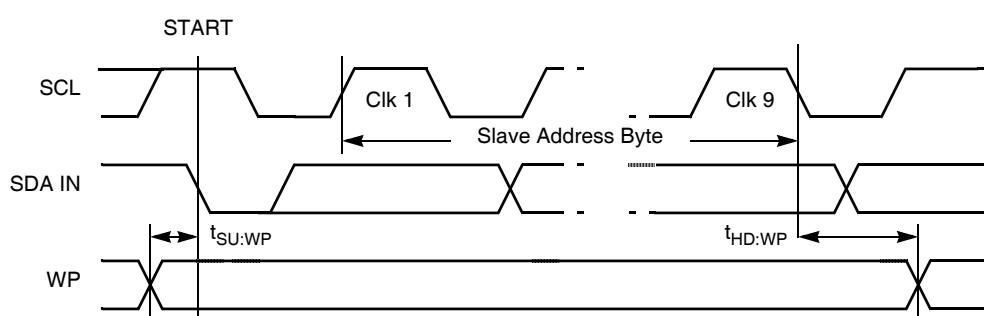 START
SCL
Clk 1
Clk 9
Slave Address Byte
SDA IN
tSU:WP
tHD:WP
WP